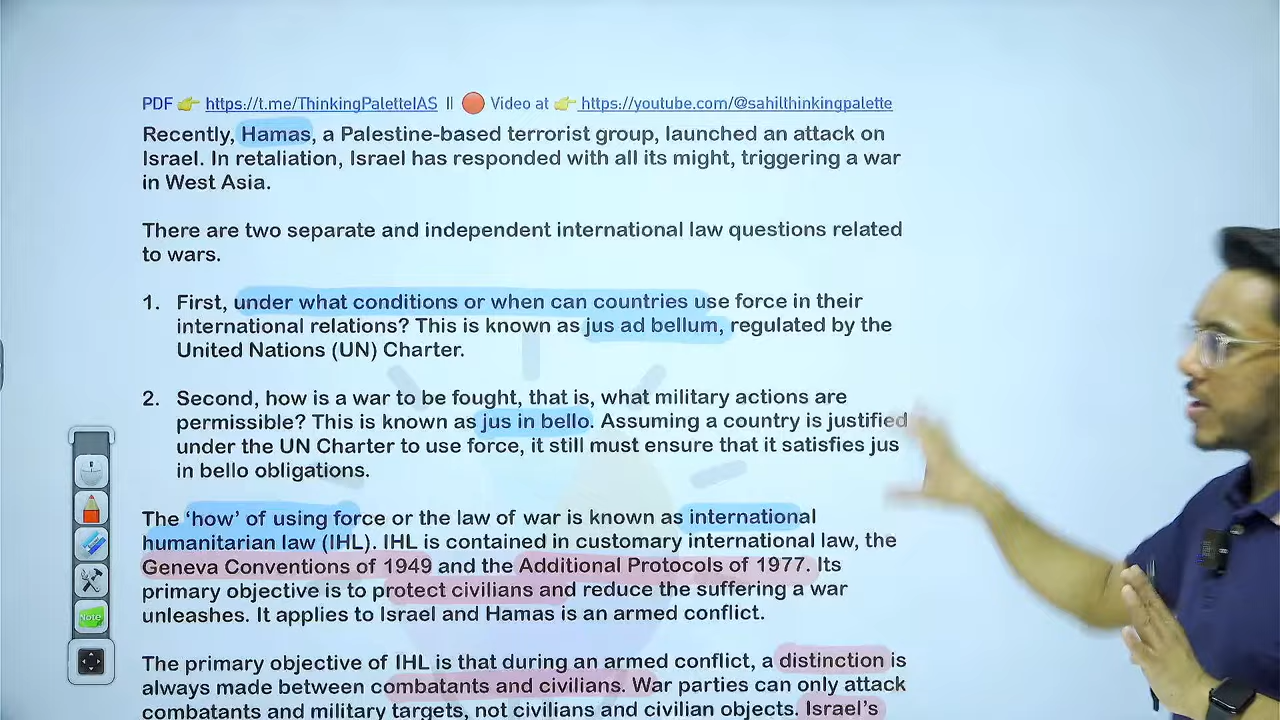 PDF 👉 https://t.me/ThinkingPaletteIAS II 🔴 Video at 👉 https://youtube.com/@sahilthinkingpalette
Recently, Hamas, a Palestine-based terrorist group, launched an attack on
Israel. In retaliation, Israel has responded with all its might, triggering a war
in West Asia.
There are two separate and independent international law questions related
to wars.
1. First, under what conditions or when can countries use force in their
international relations? This is known as jus ad bellum, regulated by the
United Nations (UN) Charter.
2. Second, how is a war to be fought, that is, what military actions are
permissible? This is known as jus in bello. Assuming a country is justified
under the UN Charter to use force, it still must ensure that it satisfies jus
in bello obligations.
The ‘how’ of using force or the law of war is known as international
humanitarian law (IHL). IHL is contained in customary international law, the
Geneva Conventions of 1949 and the Additional Protocols of 1977. Its
primary objective is to protect civilians and reduce the suffering a war
unleashes. It applies to Israel and Hamas is an armed conflict.
The primary objective of IHL is that during an armed conflict, a distinction is
always made between combatants and civilians. War parties can only attack
combatants and military targets, not civilians and civilian objects. Israel’s
Note